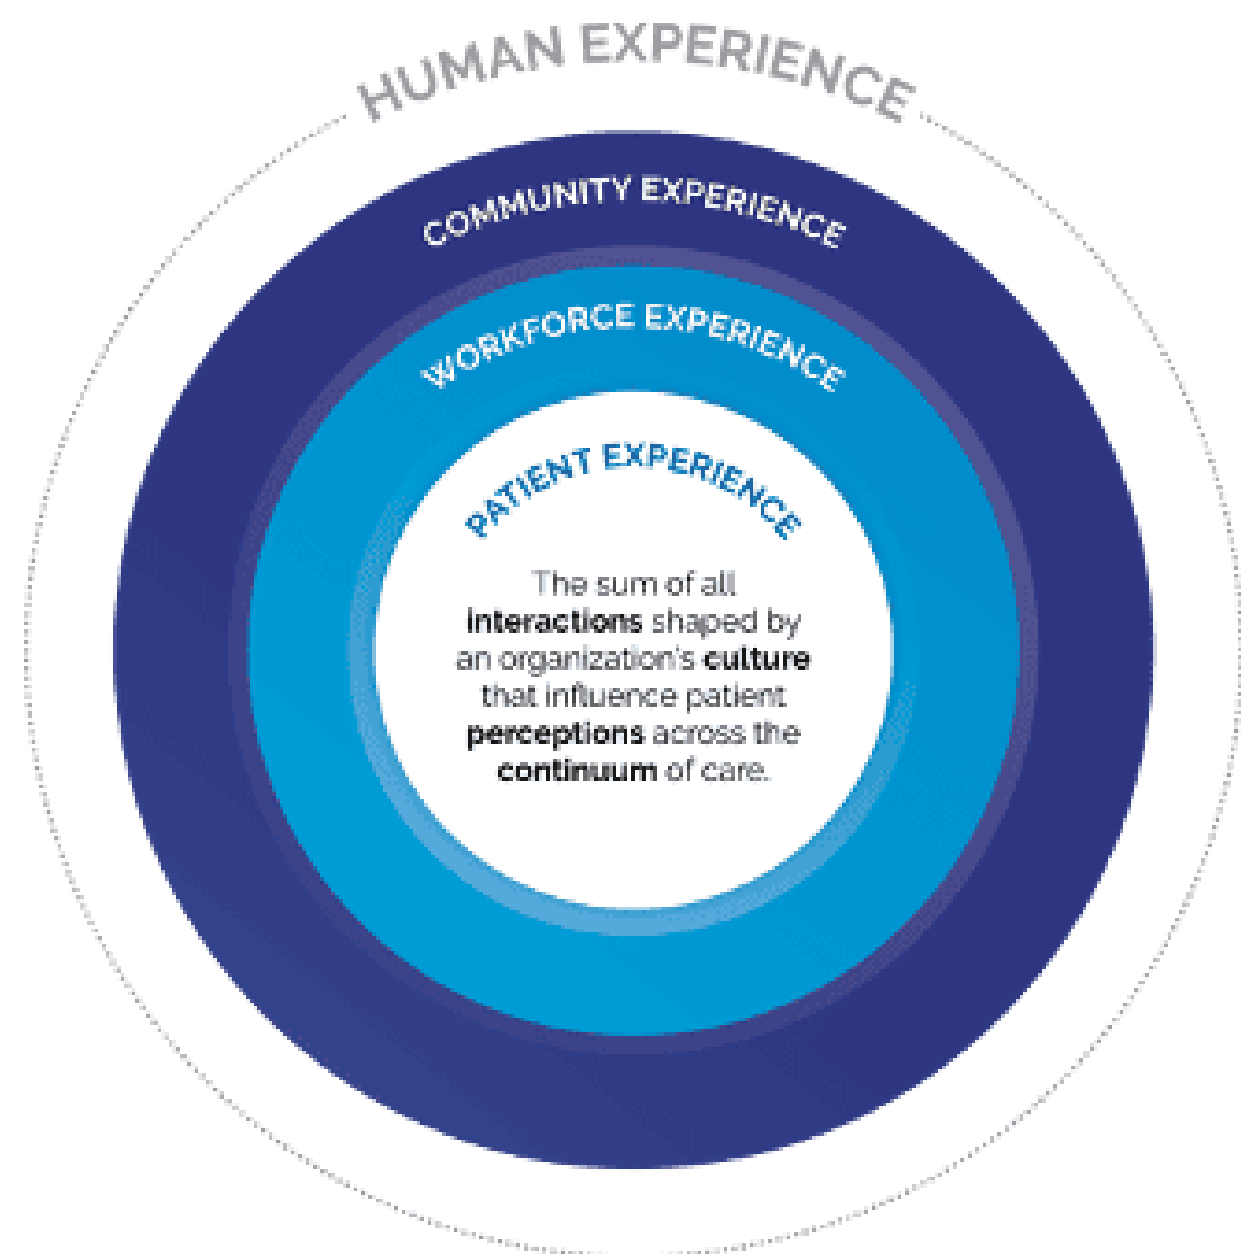 HUMAN EXPERIENCE
COMMUNITY EXPERIENCE
WORKFORCE EXPERIENCE
PATIENT EXPERIENCE
The sum of all
interactions shaped by
an organization's culture
that influence patient
perceptions across the
continuum of care.